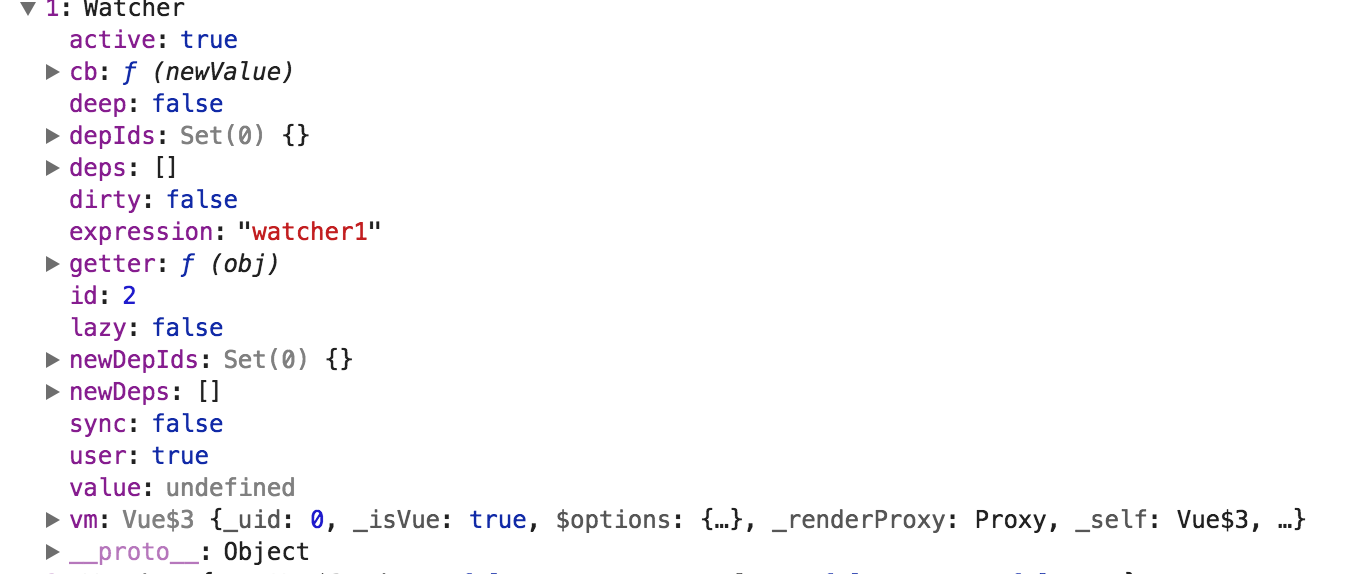 ▼ 1: Watcher
active: true
▶ cb: ƒ (newValue)
deep: false
▶ depIds: Set(0) {}
▶ deps: []
dirty: false
expression: "watcher1"
▶ getter: ƒ (obj)
id: 2
lazy: false
▶ newDepIds: Set(0) {}
▶ newDeps: []
sync: false
user: true
value: undefined
▶ vm: Vue$3 {_uid: 0, _isVue: true, $options: {…}, _renderProxy: Proxy, _self: Vue$3, …}
▶ __proto__: Object